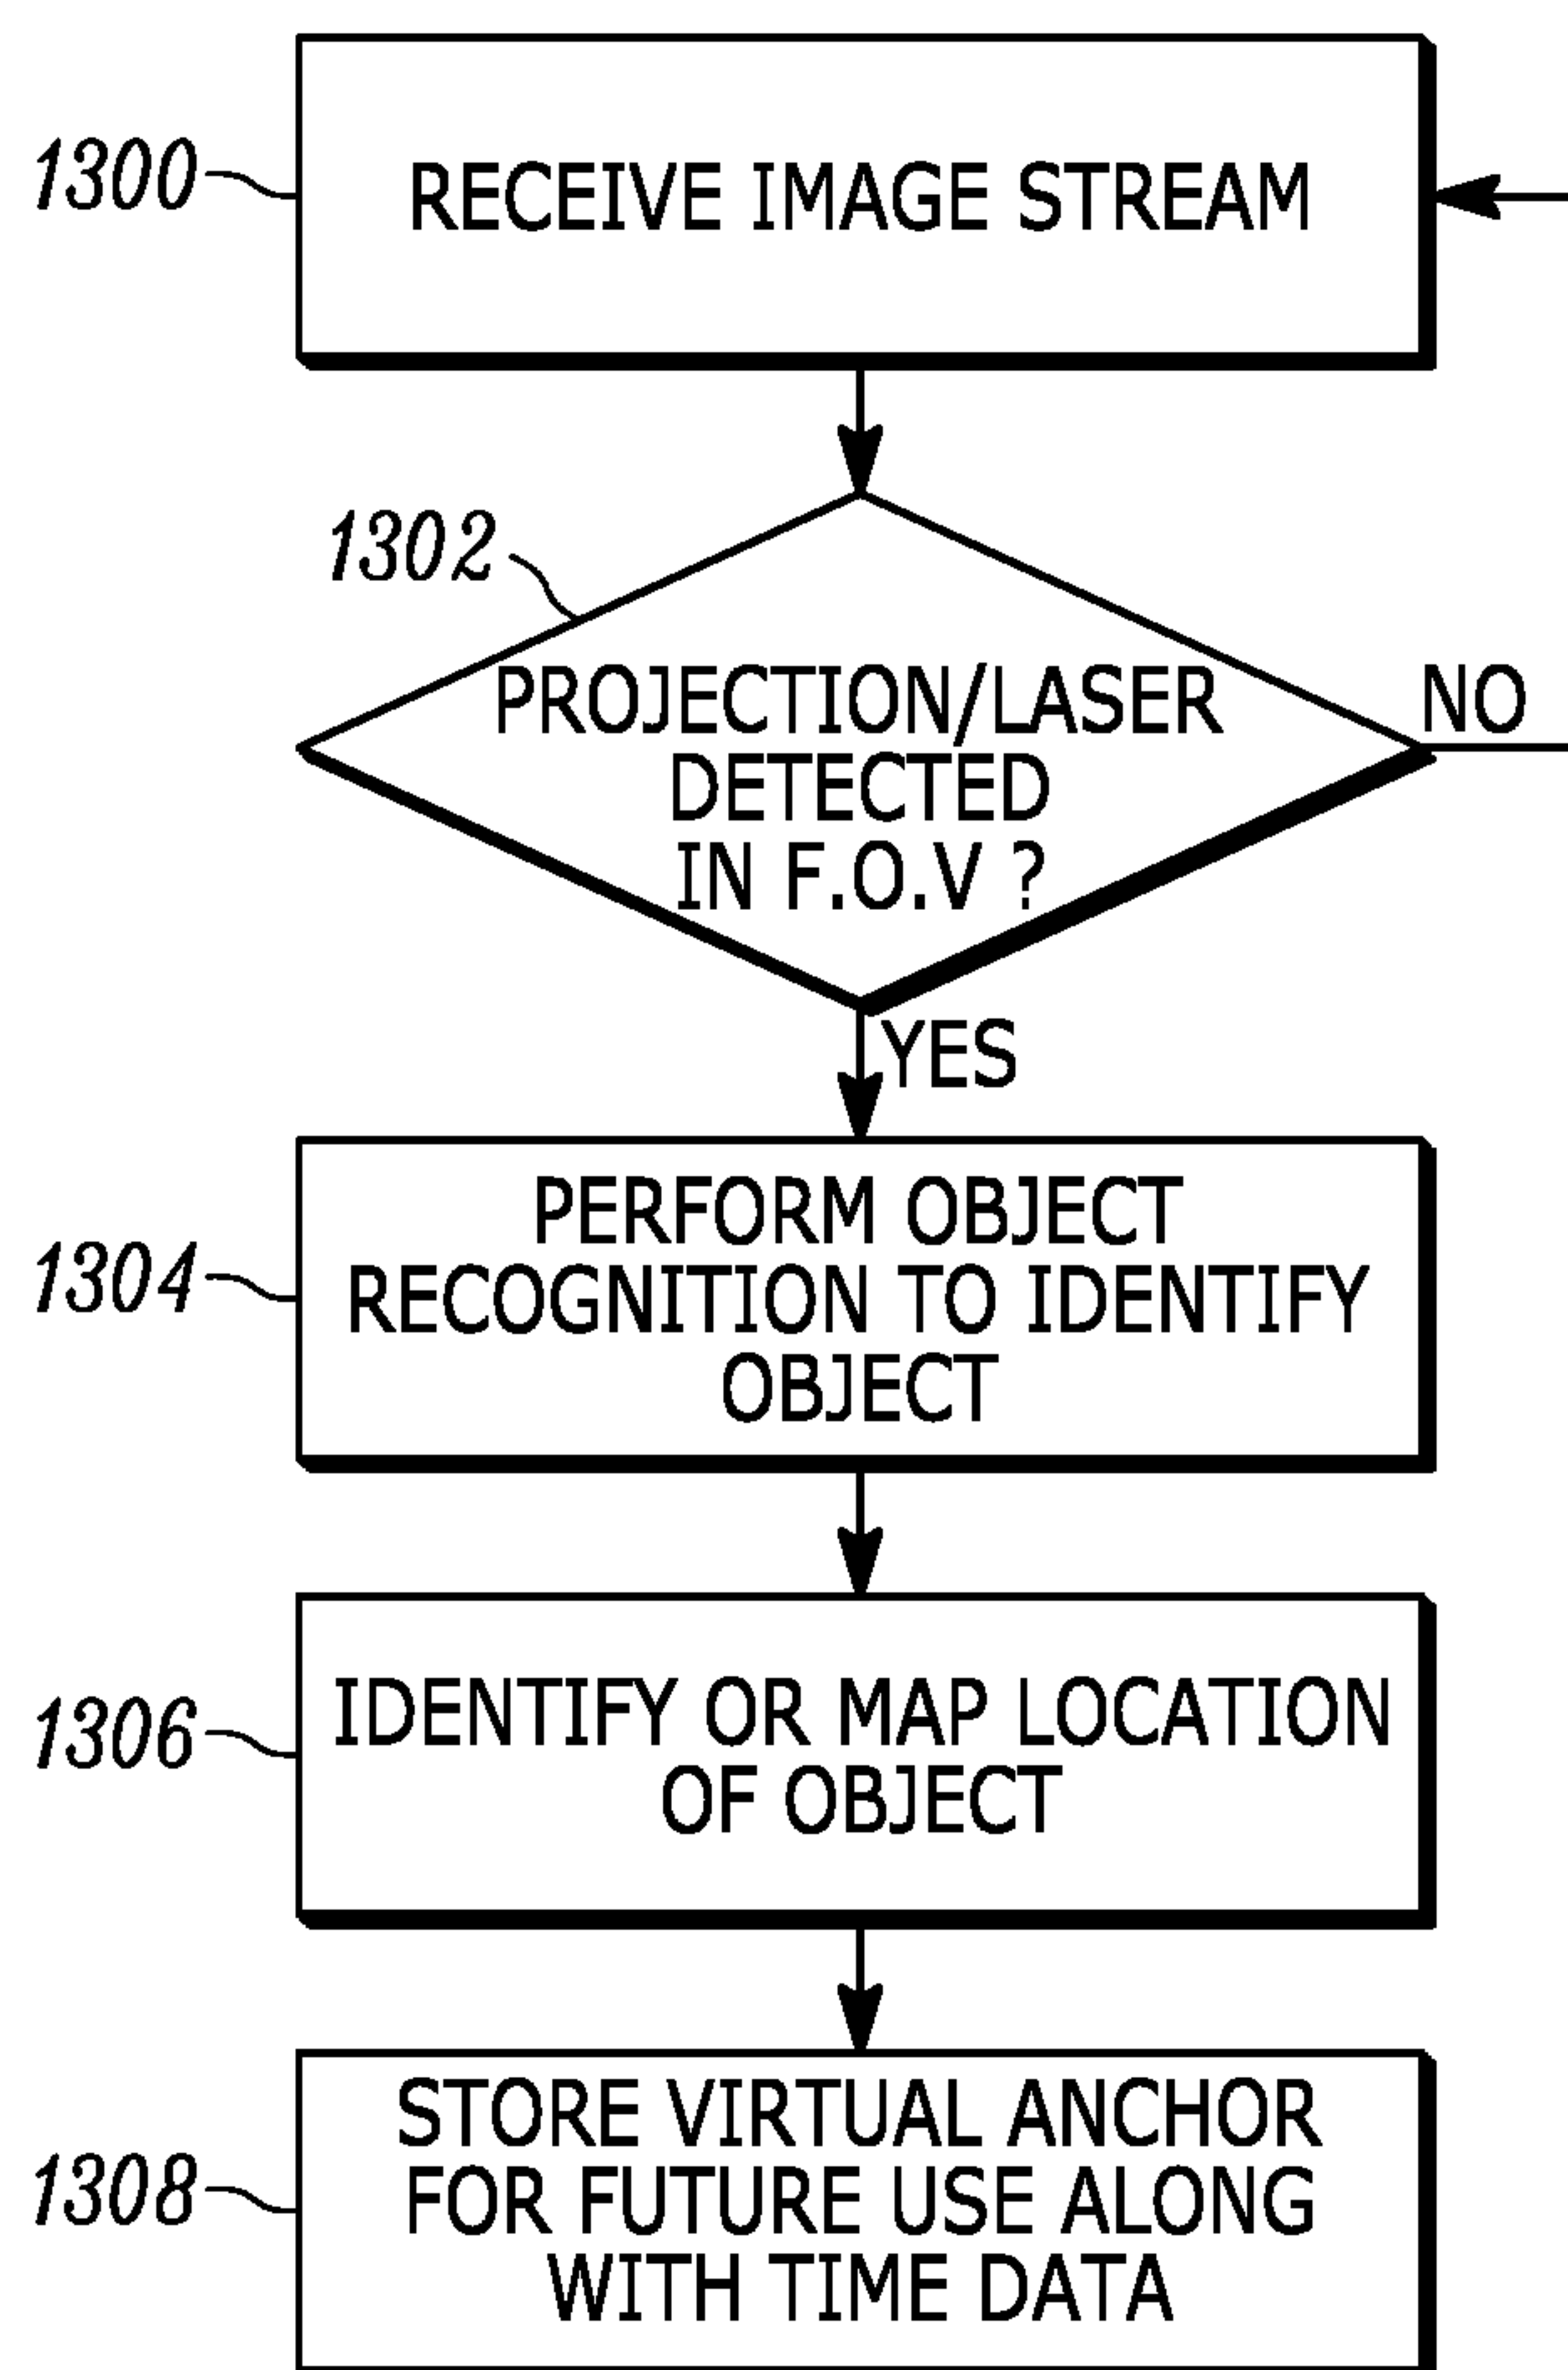 1300
RECEIVE IMAGE STREAM
1302
PROJECTION/LASER
DETECTED
IN F.O.V ?
NO
YES
1304
PERFORM OBJECT
RECOGNITION TO IDENTIFY
OBJECT
1306
IDENTIFY OR MAP LOCATION
OF OBJECT
1308
STORE VIRTUAL ANCHOR
FOR FUTURE USE ALONG
WITH TIME DATA